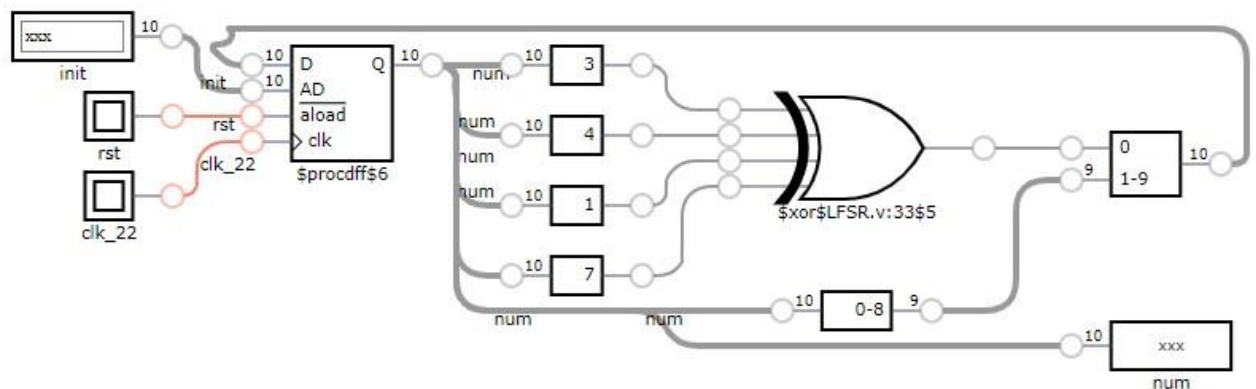 xxx
10
init
10
D
Q
10
10
AD
init
aload
rst
clk
clk_22
$procdff$6
rst
clk_22
num
10
3
num
10
4
num
num
10
1
10
7
num
num
$xor$LFSR.v:33$5
0
1-9
9
10
10
0-8
9
10
xxx
num